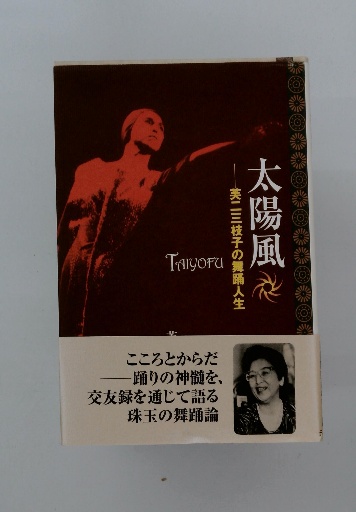 太陽風
──芙二三枝子の舞踊人生
TAIYOFU
こころとからだ
──踊りの神髄を、
交友録を通じて語る
珠玉の舞踊論